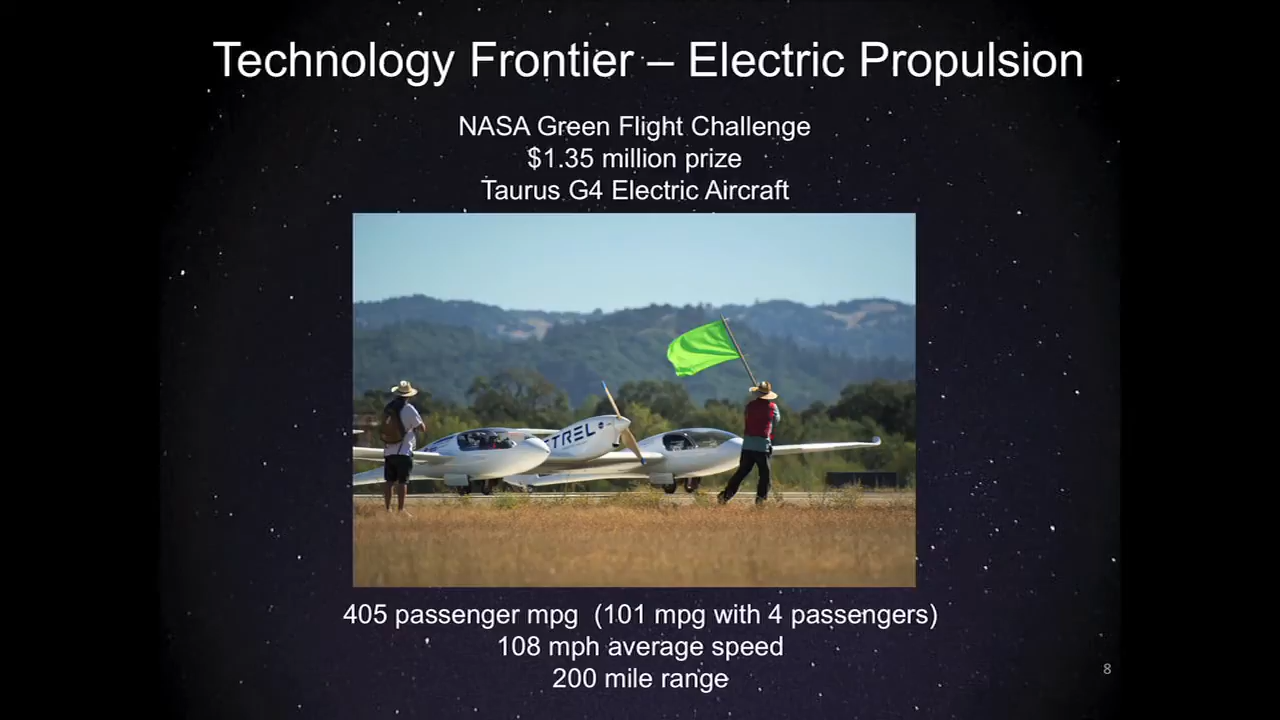 Technology Frontier – Electric Propulsion
NASA Green Flight Challenge
$1.35 million prize
Taurus G4 Electric Aircraft
405 passenger mpg (101 mpg with 4 passengers)
108 mph average speed
200 mile range
8